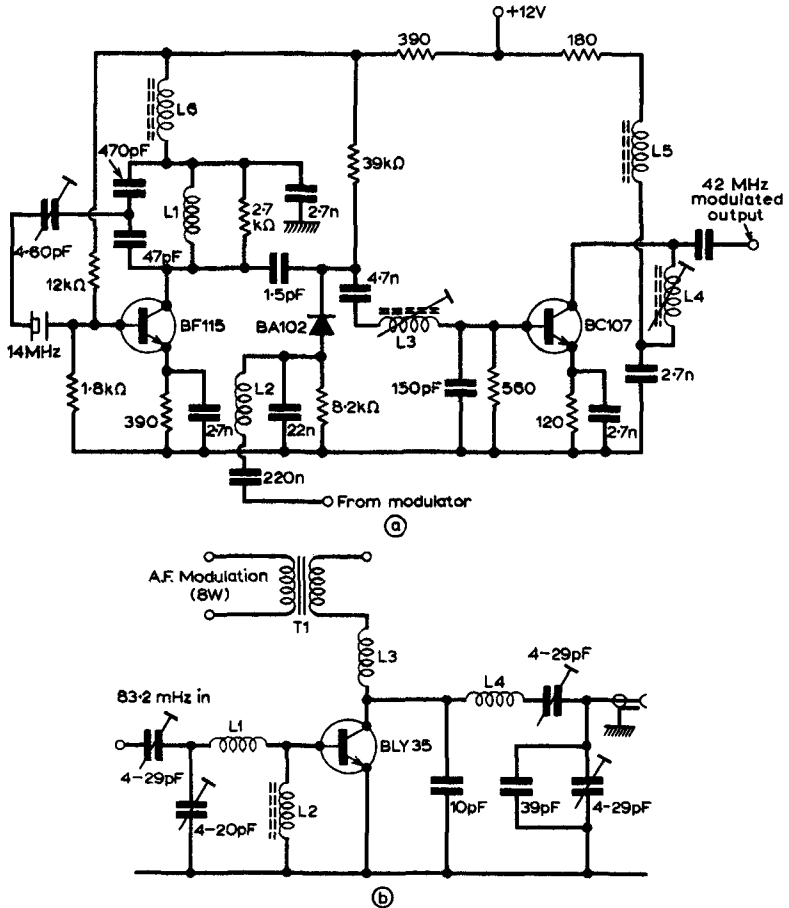 +12V
390
180
L6
470pF
39kΩ
L5
42 MHz
modulated
output
L1
2·7
kΩ
2·7n
4-60pF
47pF
12kΩ
1·5pF
4·7n
L4
BF115
BA102
L3
BC107
14MHz
1·8kΩ
L2
150pF
560
2·7n
390
2·7n
22n
8·2kΩ
120
2·7n
220n
From modulator
a
A.F. Modulation
(8W)
T1
L3
4-29pF
L4
83·2 mHz in
L1
BLY35
4-29pF
L2
10pF
39pF
4-29pF
4-20pF
b